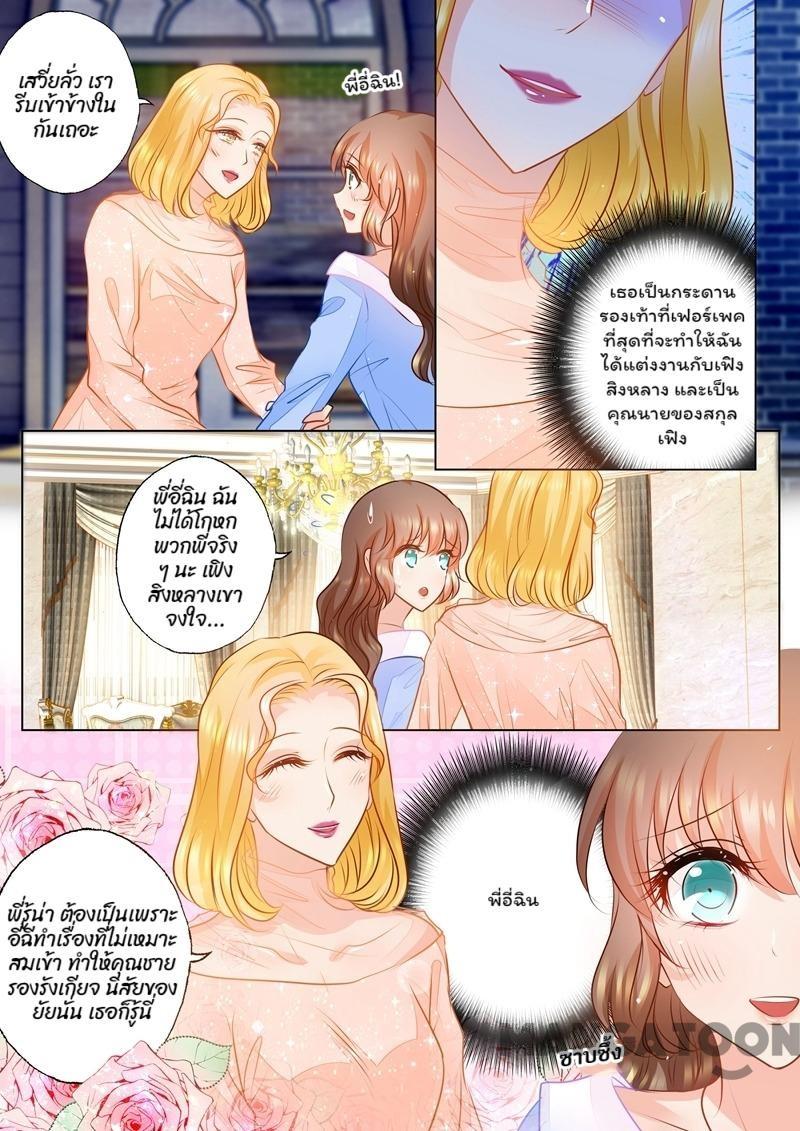 เสวี่ยลั่ว เรา
รีบเข้าข้างใน
กันเถอะ
พี่อี่ฉิน!
เธอเป็นกระดาน
รองเท้าที่เฟอร์เพค
ที่สุดที่จะทำให้ฉัน
ได้แต่งงานกับเฟิง
สิงหลาง และเป็น
คุณนายของสกุล
เฟิง
พี่อี่ฉิน ฉัน
ไม่ได้โกหก
พวกพี่จริง
ๆ นะ เฟิง
สิงหลางเขา
จงใจ...
พี่รู้น่า ต้องเป็นเพราะ
อี๋ฉีทำเรื่องที่ไม่เหมาะ
สมเข้า ทำให้คุณชาย
รองรังเกียจ นิสัยของ
ยัยนั่น เธอก็รู้นี่
พี่อี่ฉิน
ซาบซึ้ง
MANGATOON